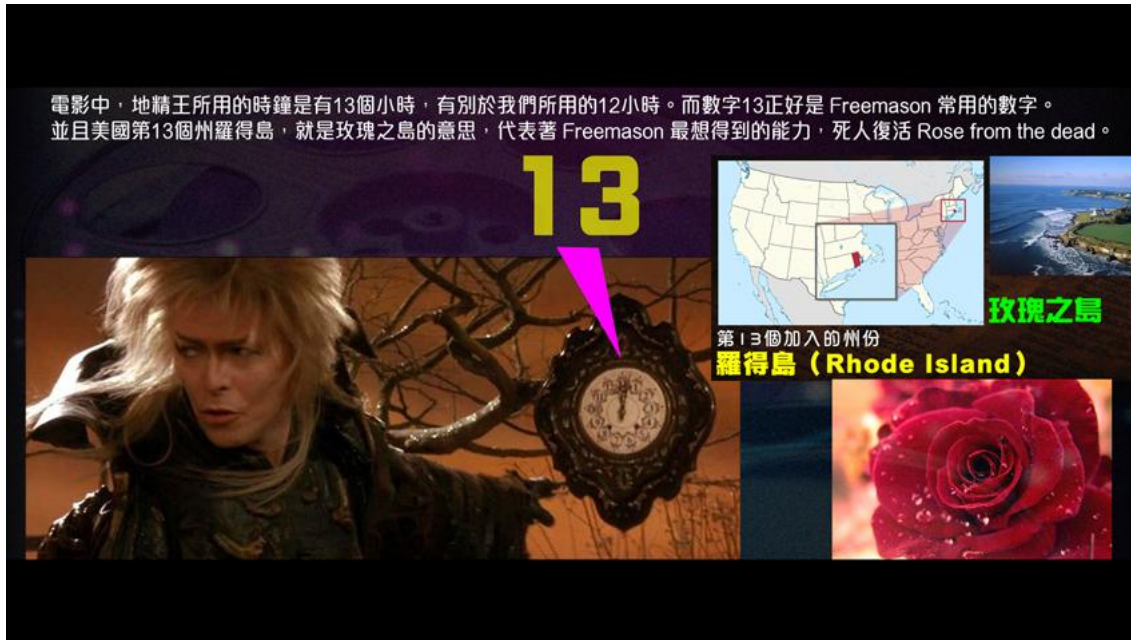 電影中，地精王所用的時鐘是有13個小時，有別於我們所用的12小時。而數字13正好是 Freemason 常用的數字。
並且美國第13個州羅得島，就是玫瑰之島的意思，代表著 Freemason 最想得到的能力，死人復活 Rose from the dead。
13
玫瑰之島
第13個加入的州份
羅得島（Rhode Island）